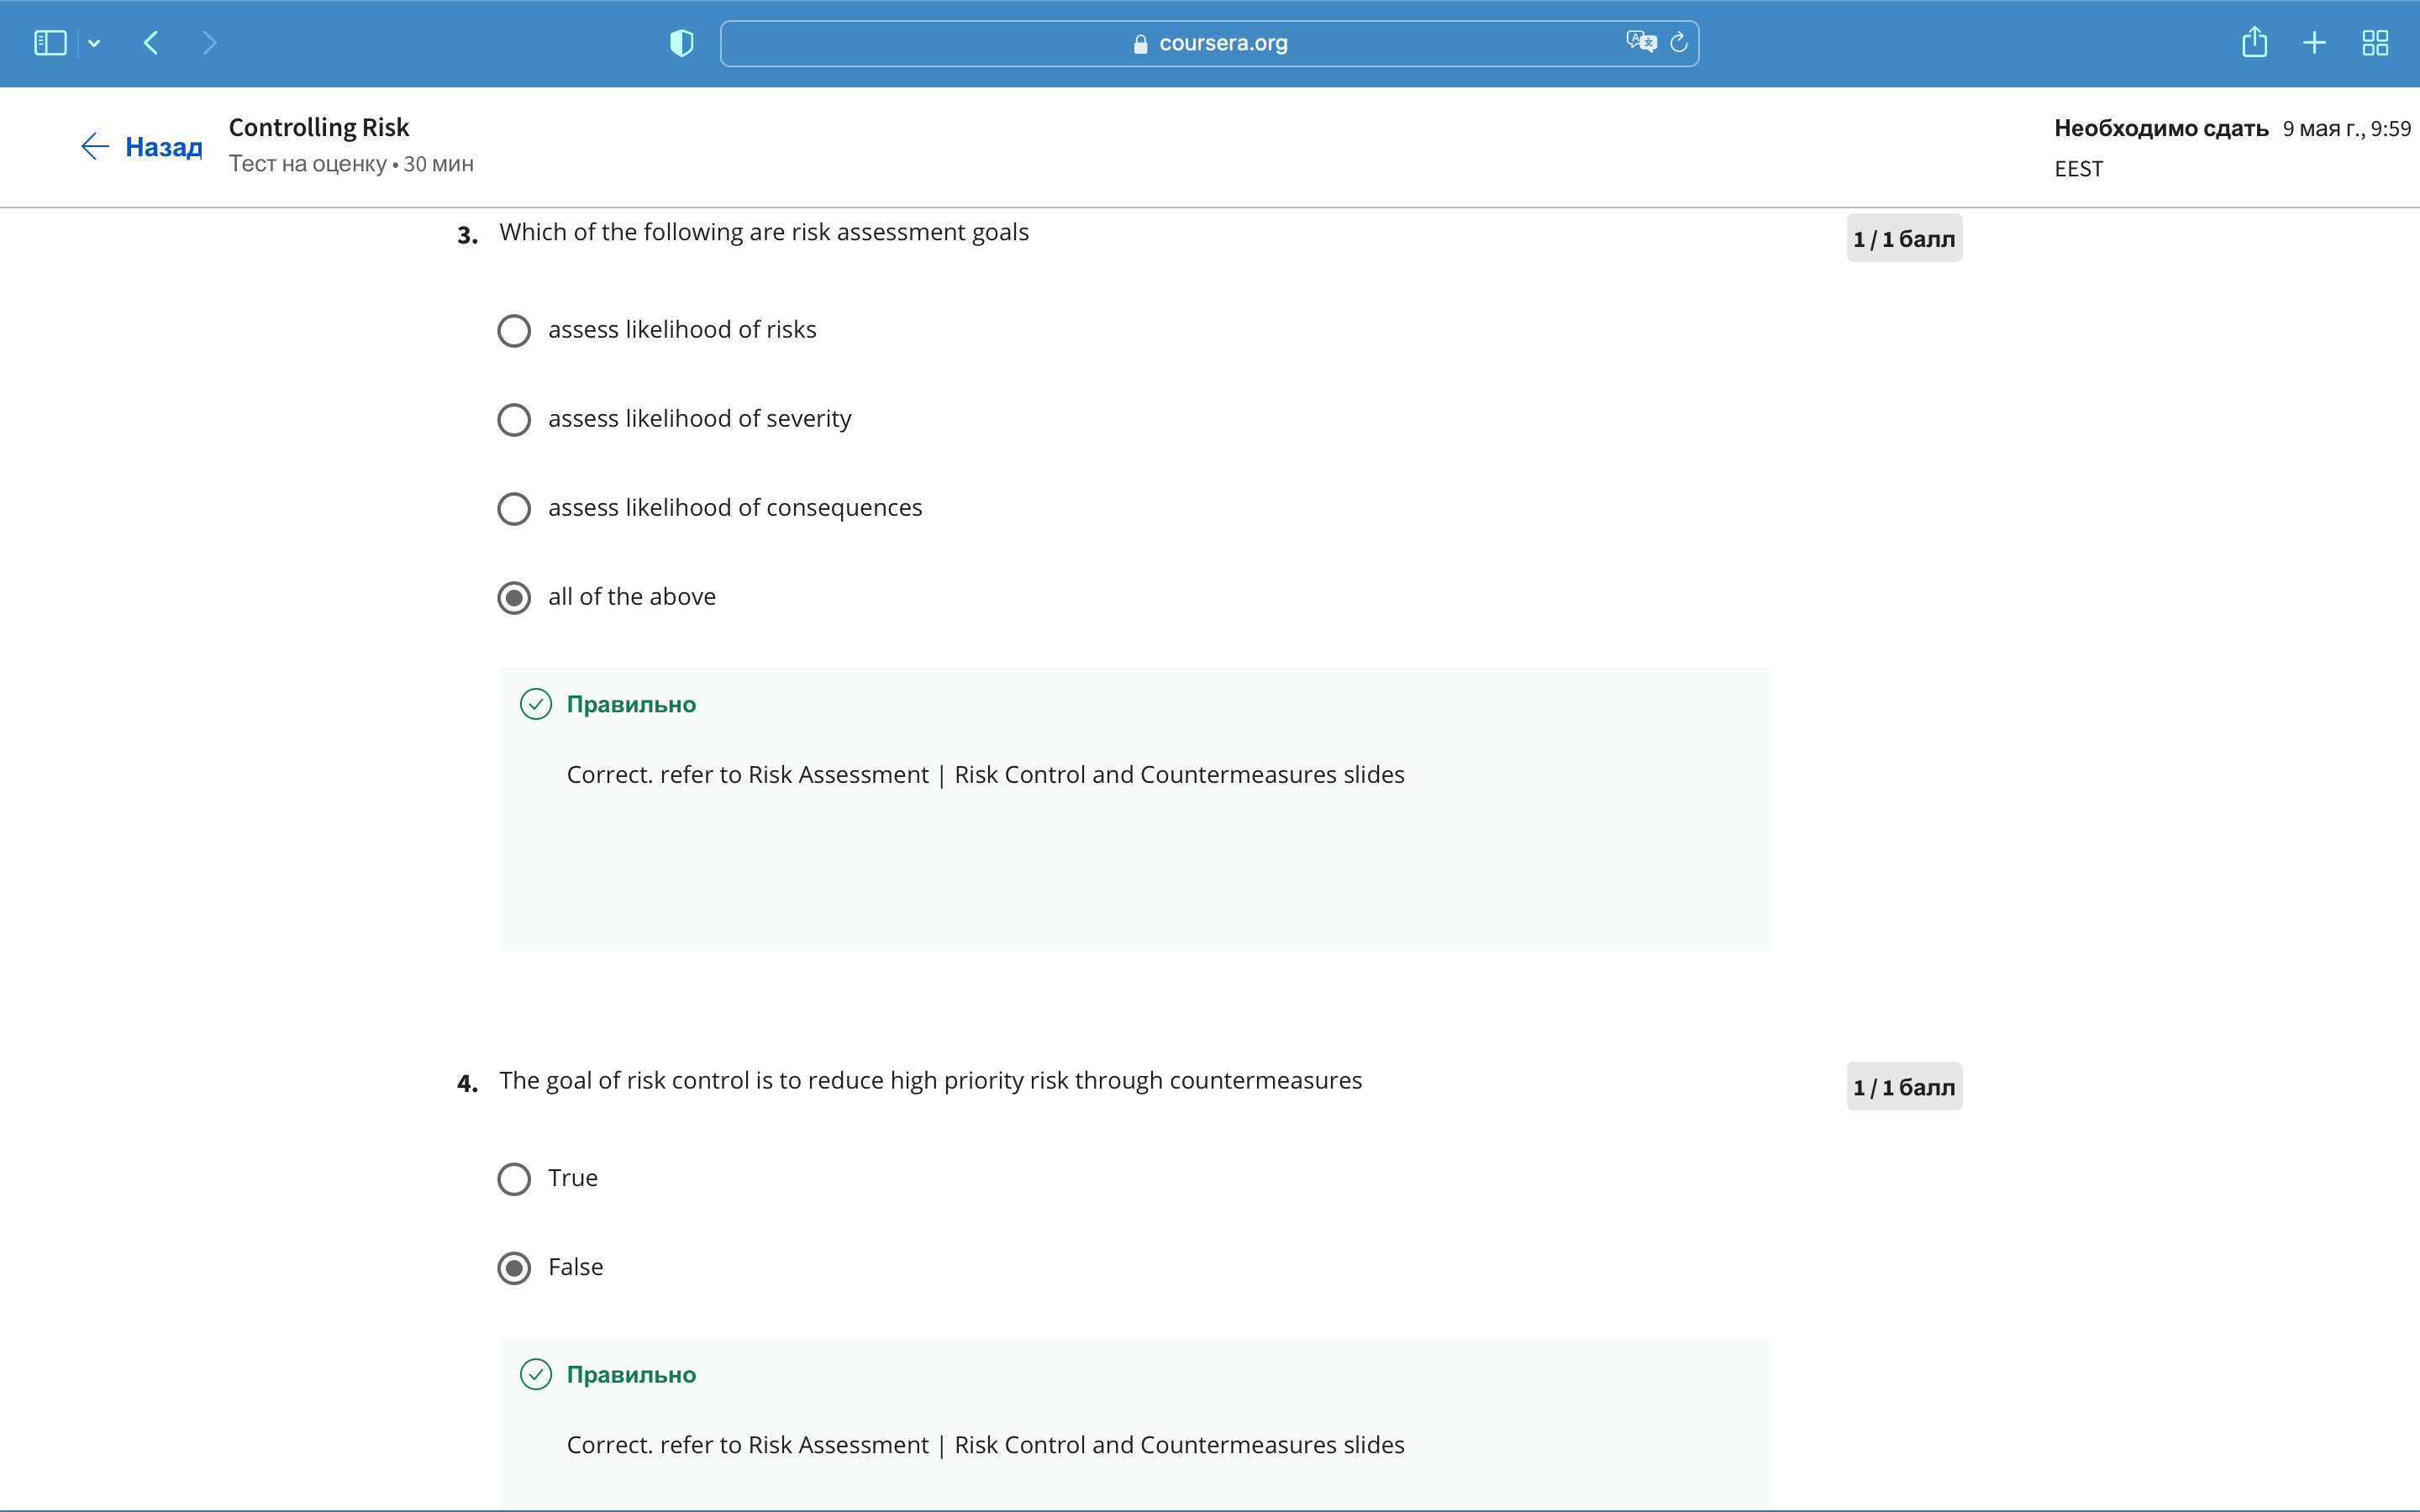 coursera.org
Назад
Controlling Risk
Тест на оценку • 30 мин
Необходимо сдать 9 мая г., 9:59
EEST
3. Which of the following are risk assessment goals
1 / 1 балл
assess likelihood of risks
assess likelihood of severity
assess likelihood of consequences
all of the above
Правильно
Correct. refer to Risk Assessment | Risk Control and Countermeasures slides
4. The goal of risk control is to reduce high priority risk through countermeasures
1 / 1 балл
True
False
Правильно
Correct. refer to Risk Assessment | Risk Control and Countermeasures slides